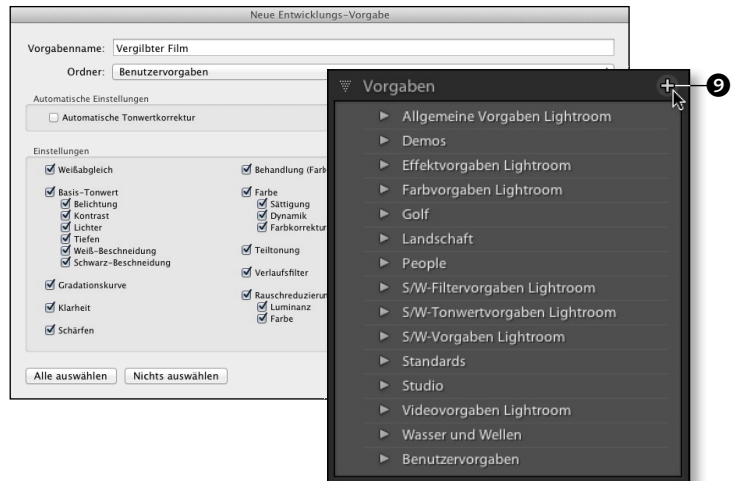 Neue Entwicklungs-Vorgabe
Vorgabenname: Vergilbter Film
Ordner: Benutzervorgaben
Automatische Einstellungen
Automatische Tonwertkorrektur
Einstellungen
Weißabgleich
Basis-Tonwert
Belichtung
Kontrast
Lichter
Tiefen
Weiß-Beschneidung
Schwarz-Beschneidung
Gradationskurve
Klarheit
Schärfen
Behandlung
Farbe
Sättigung
Dynamik
Farbkorrektur
Teiltonung
Verlaufsfilter
Luminanz
Farbe
Alle auswählen Nichts auswählen
Vorgaben + 9
Allgemeine Vorgaben Lightroom
Demos
Effektvorgaben Lightroom
Farbvorgaben Lightroom
Golf
Landschaft
People
S/W-Filtervorgaben Lightroom
S/W-Tonwertvorgaben Lightroom
S/W-Vorgaben Lightroom
Standards
Studio
Videovorgaben Lightroom
Wasser und Wellen
Benutzervorgaben